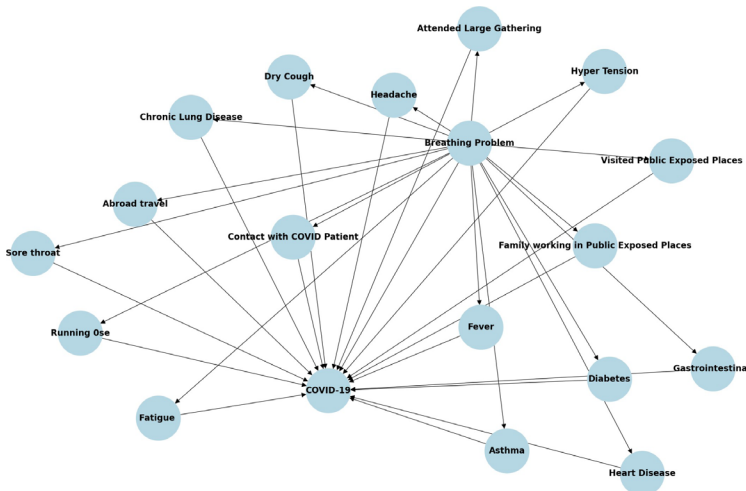 Attended Large Gathering
Hyper Tension
Dry Cough
Headache
Chronic Lung Disease
Breathing Problem
Visited Public Exposed Places
Abroad travel
Contact with COVID Patient
Family working in Public Exposed Places
Sore throat
Fever
Running 0se
Gastrointestina
Diabetes
COVID-19
Fatigue
Asthma
Heart Disease